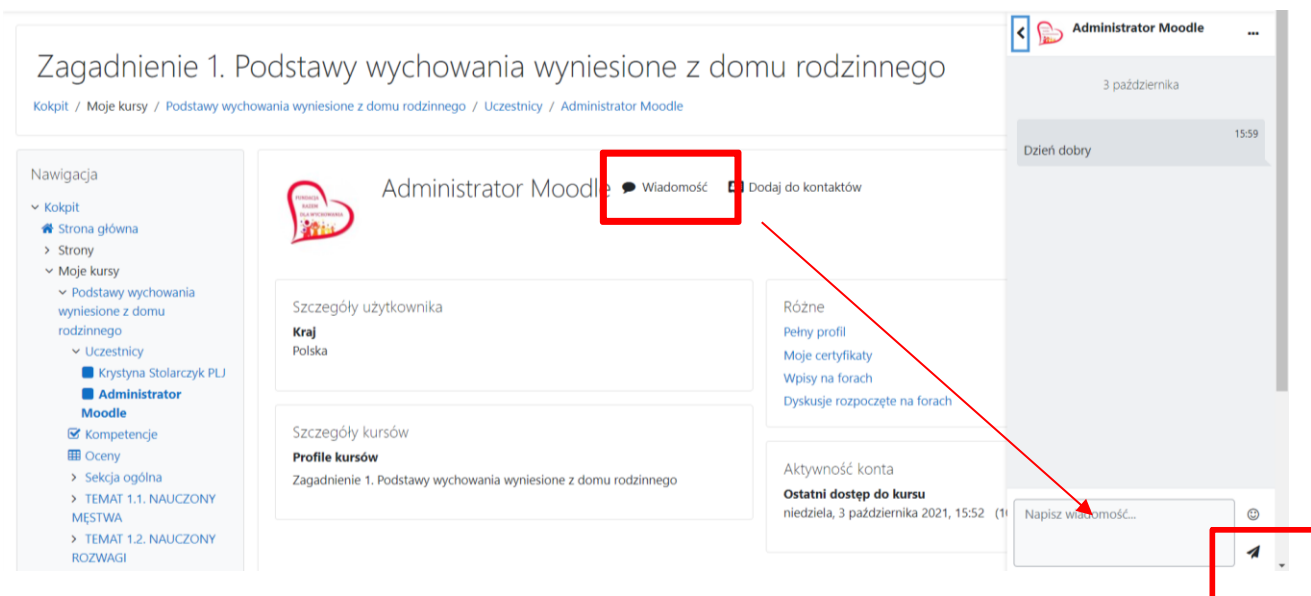 Zagadnienie 1. Podstawy wychowania wyniesione z domu rodzinnego
Kokpit / Moje kursy / Podstawy wychowania wyniesione z domu rodzinnego / Uczestnicy / Administrator Moodle
Nawigacja
Kokpit
Strona główna
Strony
Moje kursy
Podstawy wychowania
wyniesione z domu
rodzinnego
Uczestnicy
Krystyna Stolarczyk PLJ
Administrator
Moodle
Kompetencje
Oceny
Sekcja ogólna
TEMAT 1.1. NAUCZONY
MĘSTWA
TEMAT 1.2. NAUCZONY
ROZWAGI
FUNDACJA
RAZEM
DLA WYCHOWANIA
Administrator Moodle
Wiadomość
Dodaj do kontaktów
Szczegóły użytkownika
Kraj
Polska
Szczegóły kursów
Profile kursów
Zagadnienie 1. Podstawy wychowania wyniesione z domu rodzinnego
Różne
Pełny profil
Moje certyfikaty
Wpisy na forach
Dyskusje rozpoczęte na forach
Aktywność konta
Ostatni dostęp do kursu
niedziela, 3 października 2021, 15:52
Administrator Moodle
3 października
15:59
Dzień dobry
Napisz wiadomość...